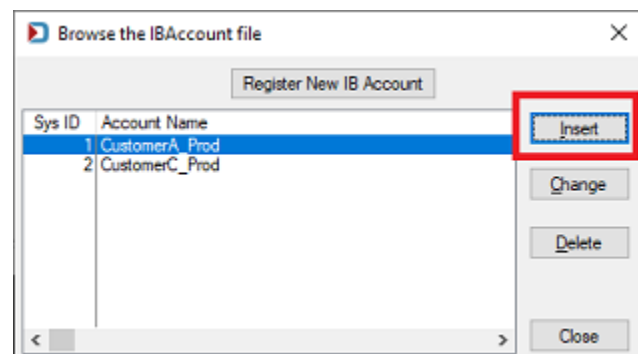 Browse the IBAccount file
Register New IB Account
Sys ID Account Name
1 CustomerA_Prod
2 CustomerC_Prod
Insert
Change
Delete
Close